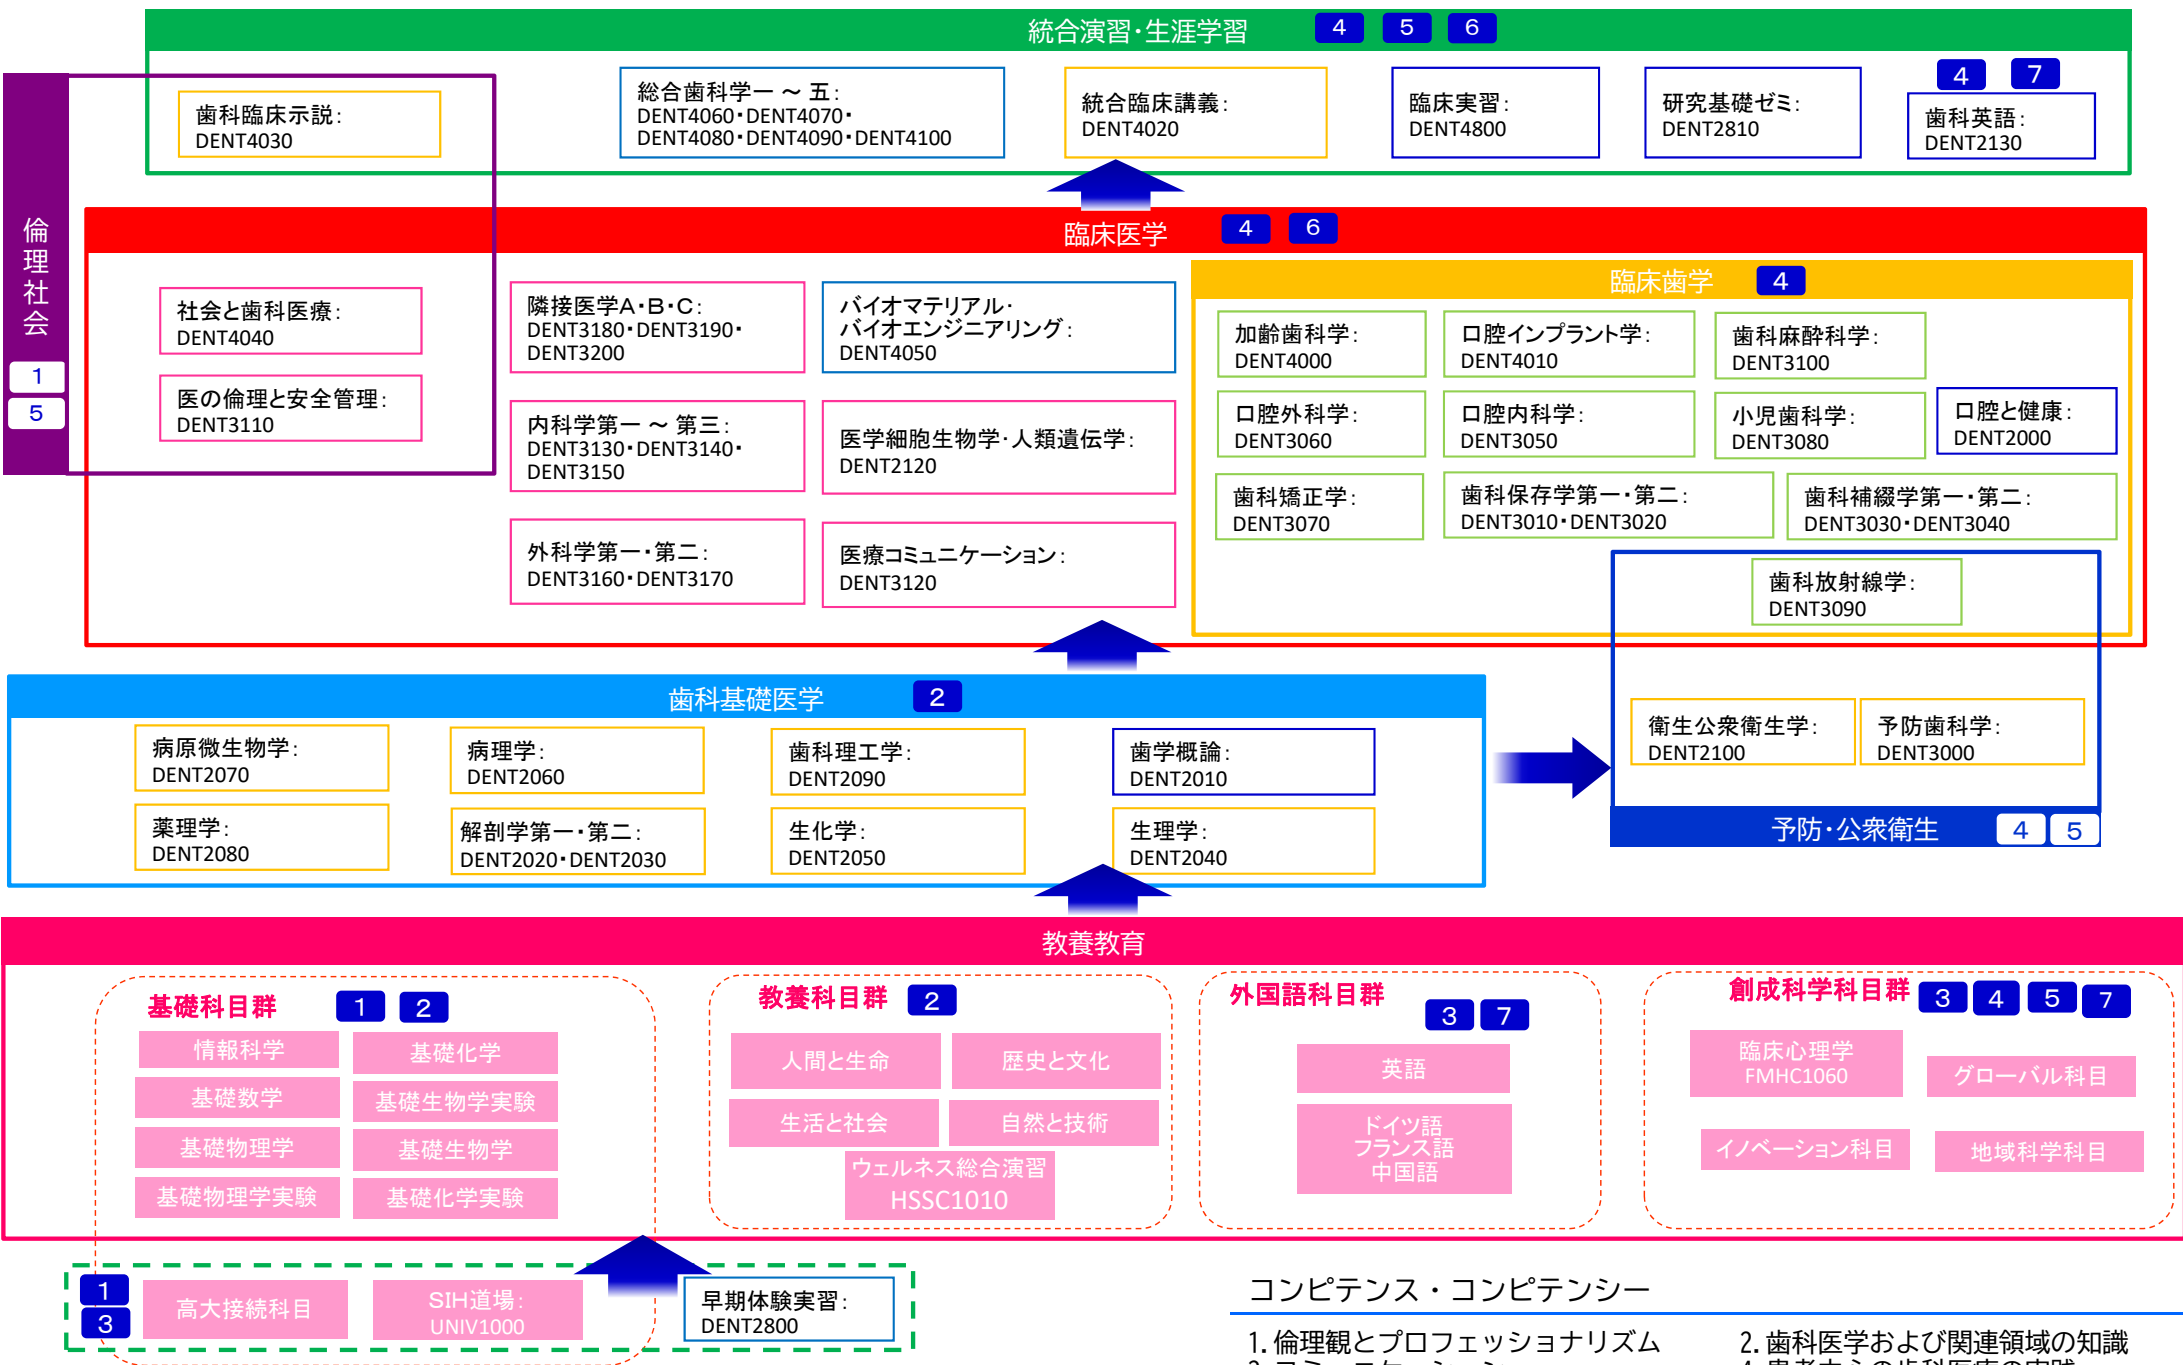 統合演習・生涯学習 4 5 6
歯科臨床示説：
DENT4030
総合歯科学一 ～ 五：
DENT4060・DENT4070・
DENT4080・DENT4090・DENT4100
統合臨床講義：
DENT4020
臨床実習：
DENT4800
研究基礎ゼミ：
DENT2810
4 7
歯科英語：
DENT2130
倫理社会
1
5
臨床医学 4 6
社会と歯科医療：
DENT4040
医の倫理と安全管理：
DENT3110
隣接医学A・B・C：
DENT3180・DENT3190・
DENT3200
バイオマテリアル・
バイオエンジニアリング：
DENT4050
内科学第一 ～ 第三：
DENT3130・DENT3140・
DENT3150
医学細胞生物学・人類遺伝学：
DENT2120
外科学第一・第二：
DENT3160・DENT3170
医療コミュニケーション：
DENT3120
臨床歯学 4
加齢歯科学：
DENT4000
口腔インプラント学：
DENT4010
歯科麻酔科学：
DENT3100
口腔外科学：
DENT3060
口腔内科学：
DENT3050
小児歯科学：
DENT3080
口腔と健康：
DENT2000
歯科矯正学：
DENT3070
歯科保存学第一・第二：
DENT3010・DENT3020
歯科補綴学第一・第二：
DENT3030・DENT3040
歯科放射線学：
DENT3090
歯科基礎医学 2
病原微生物学：
DENT2070
病理学：
DENT2060
歯科理工学：
DENT2090
歯学概論：
DENT2010
薬理学：
DENT2080
解剖学第一・第二：
DENT2020・DENT2030
生化学：
DENT2050
生理学：
DENT2040
衛生公衆衛生学：
DENT2100
予防歯科学：
DENT3000
予防・公衆衛生 4 5
教養教育
基礎科目群 1 2
情報科学
基礎化学
基礎数学
基礎生物学実験
基礎物理学
基礎生物学
基礎物理学実験
基礎化学実験
教養科目群 2
人間と生命
歴史と文化
生活と社会
自然と技術
ウェルネス総合演習
HSSC1010
外国語科目群
3 7
英語
ドイツ語
フランス語
中国語
創成科学科目群 3 4 5 7
臨床心理学
FMHC1060
グローバル科目
イノベーション科目
地域科学科目
1
3
高大接続科目
SIH道場：
UNIV1000
早期体験実習：
DENT2800
コンピテンス・コンピテンシー
1.倫理観とプロフェッショナリズム
2.歯科医学および関連領域の知識